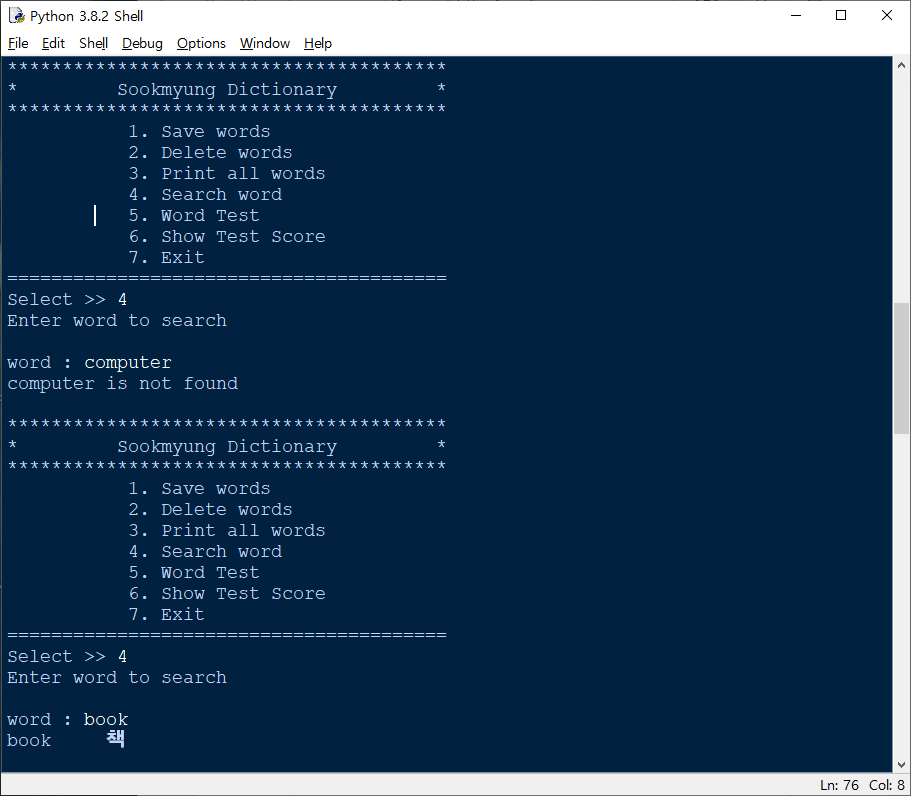 Python 3.8.2 Shell
File Edit Shell Debug Options Window Help
****************************************
*         Sookmyung Dictionary         *
****************************************
           1. Save words
           2. Delete words
           3. Print all words
           4. Search word
           5. Word Test
           6. Show Test Score
           7. Exit
========================================
Select >> 4
Enter word to search

word : computer
computer is not found

****************************************
*         Sookmyung Dictionary         *
****************************************
           1. Save words
           2. Delete words
           3. Print all words
           4. Search word
           5. Word Test
           6. Show Test Score
           7. Exit
========================================
Select >> 4
Enter word to search

word : book
book     책
Ln: 76 Col: 8